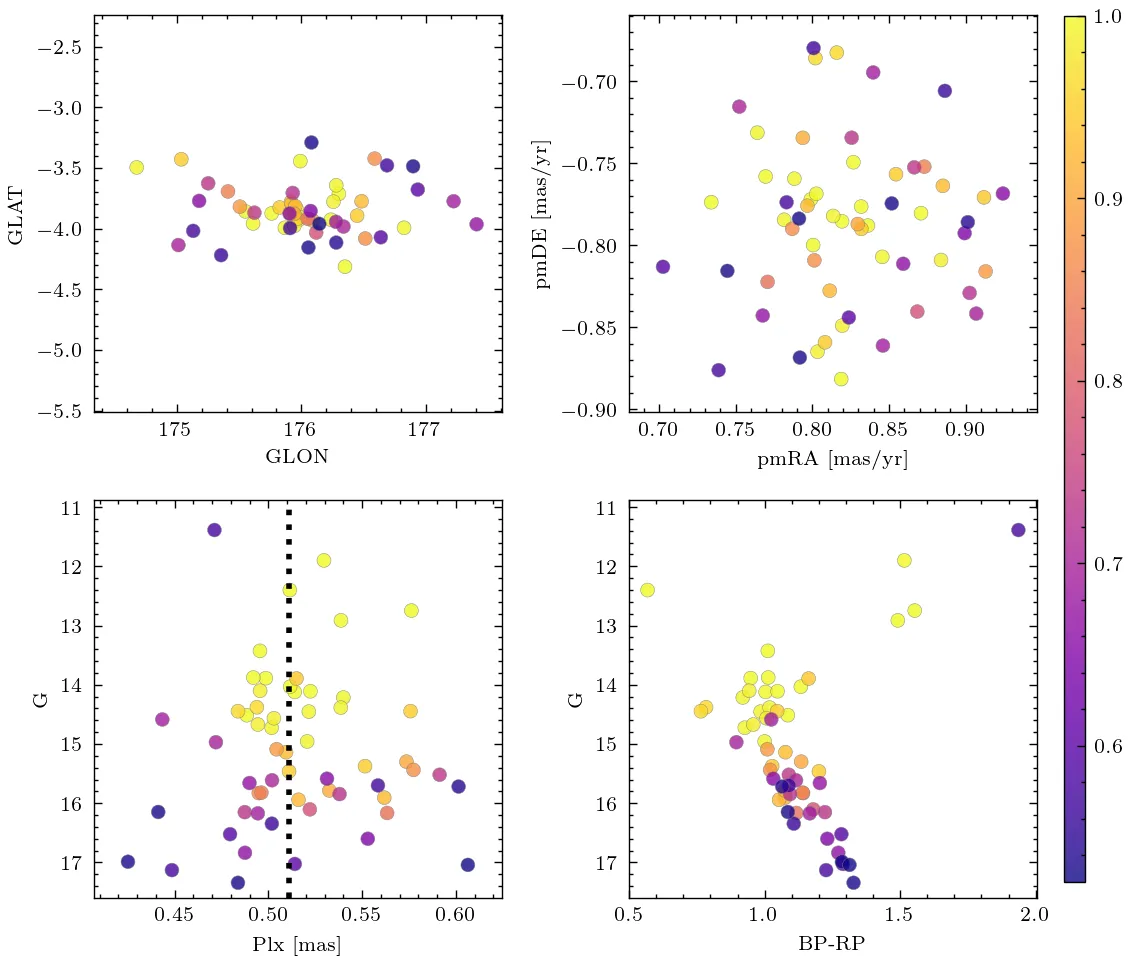 −2.5
−3.0
−3.5
−4.0
−4.5
−5.0
−5.5
GLAT
175 176 177
GLON
−0.70
−0.75
−0.80
−0.85
−0.90
pmDE [mas/yr]
0.70 0.75 0.80 0.85 0.90
pmRA [mas/yr]
1.0
0.9
0.8
0.7
0.6
11
12
13
14
15
16
17
G
0.45 0.50 0.55 0.60
Plx [mas]
11
12
13
14
15
16
17
G
0.5 1.0 1.5 2.0
BP-RP